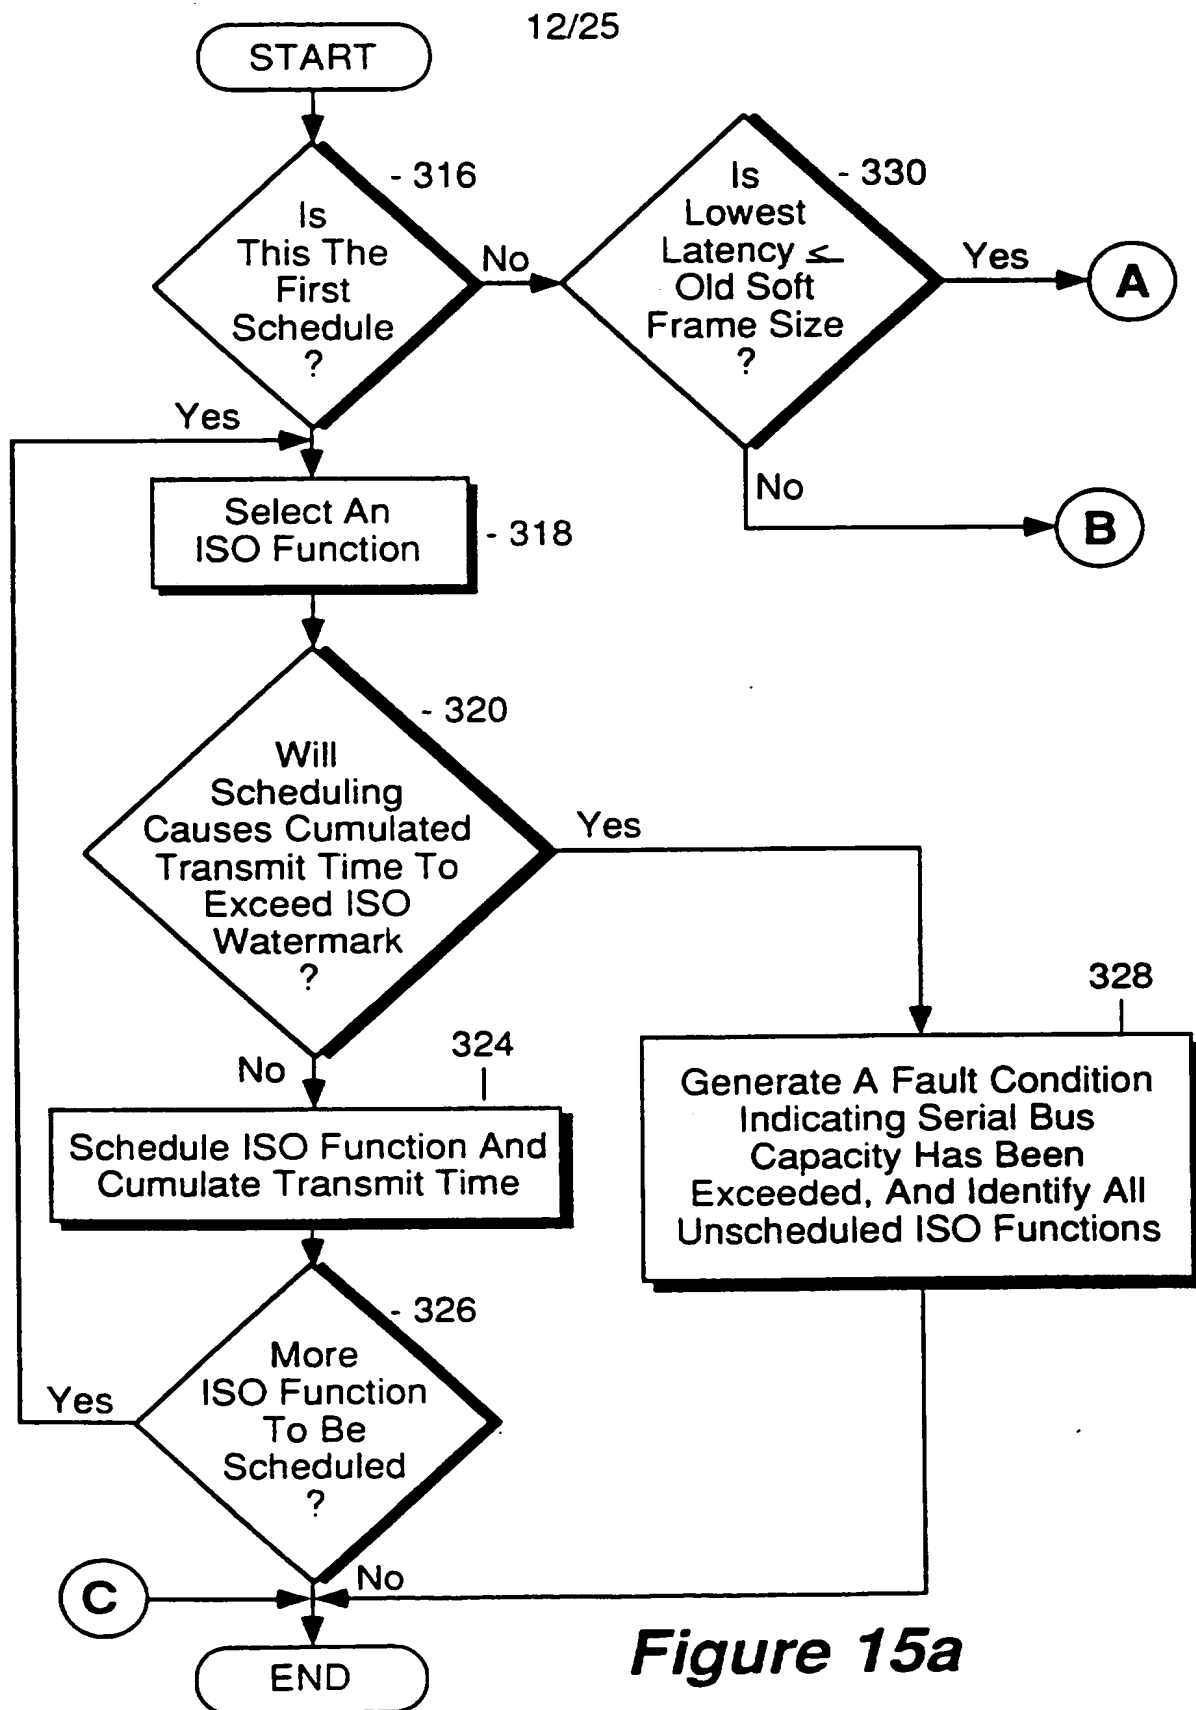 12/25
START
- 316
Is
This The
First
Schedule
?
No
- 330
Is
Lowest
Latency ≤
Old Soft
Frame Size
?
Yes
A
No
B
Yes
Select An
ISO Function
- 318
- 320
Will
Scheduling
Causes Cumulated
Transmit Time To
Exceed ISO
Watermark
?
Yes
No
324
Schedule ISO Function And
Cumulate Transmit Time
328
Generate A Fault Condition
Indicating Serial Bus
Capacity Has Been
Exceeded, And Identify All
Unscheduled ISO Functions
- 326
More
ISO Function
To Be
Scheduled
?
Yes
No
C
END
Figure 15a